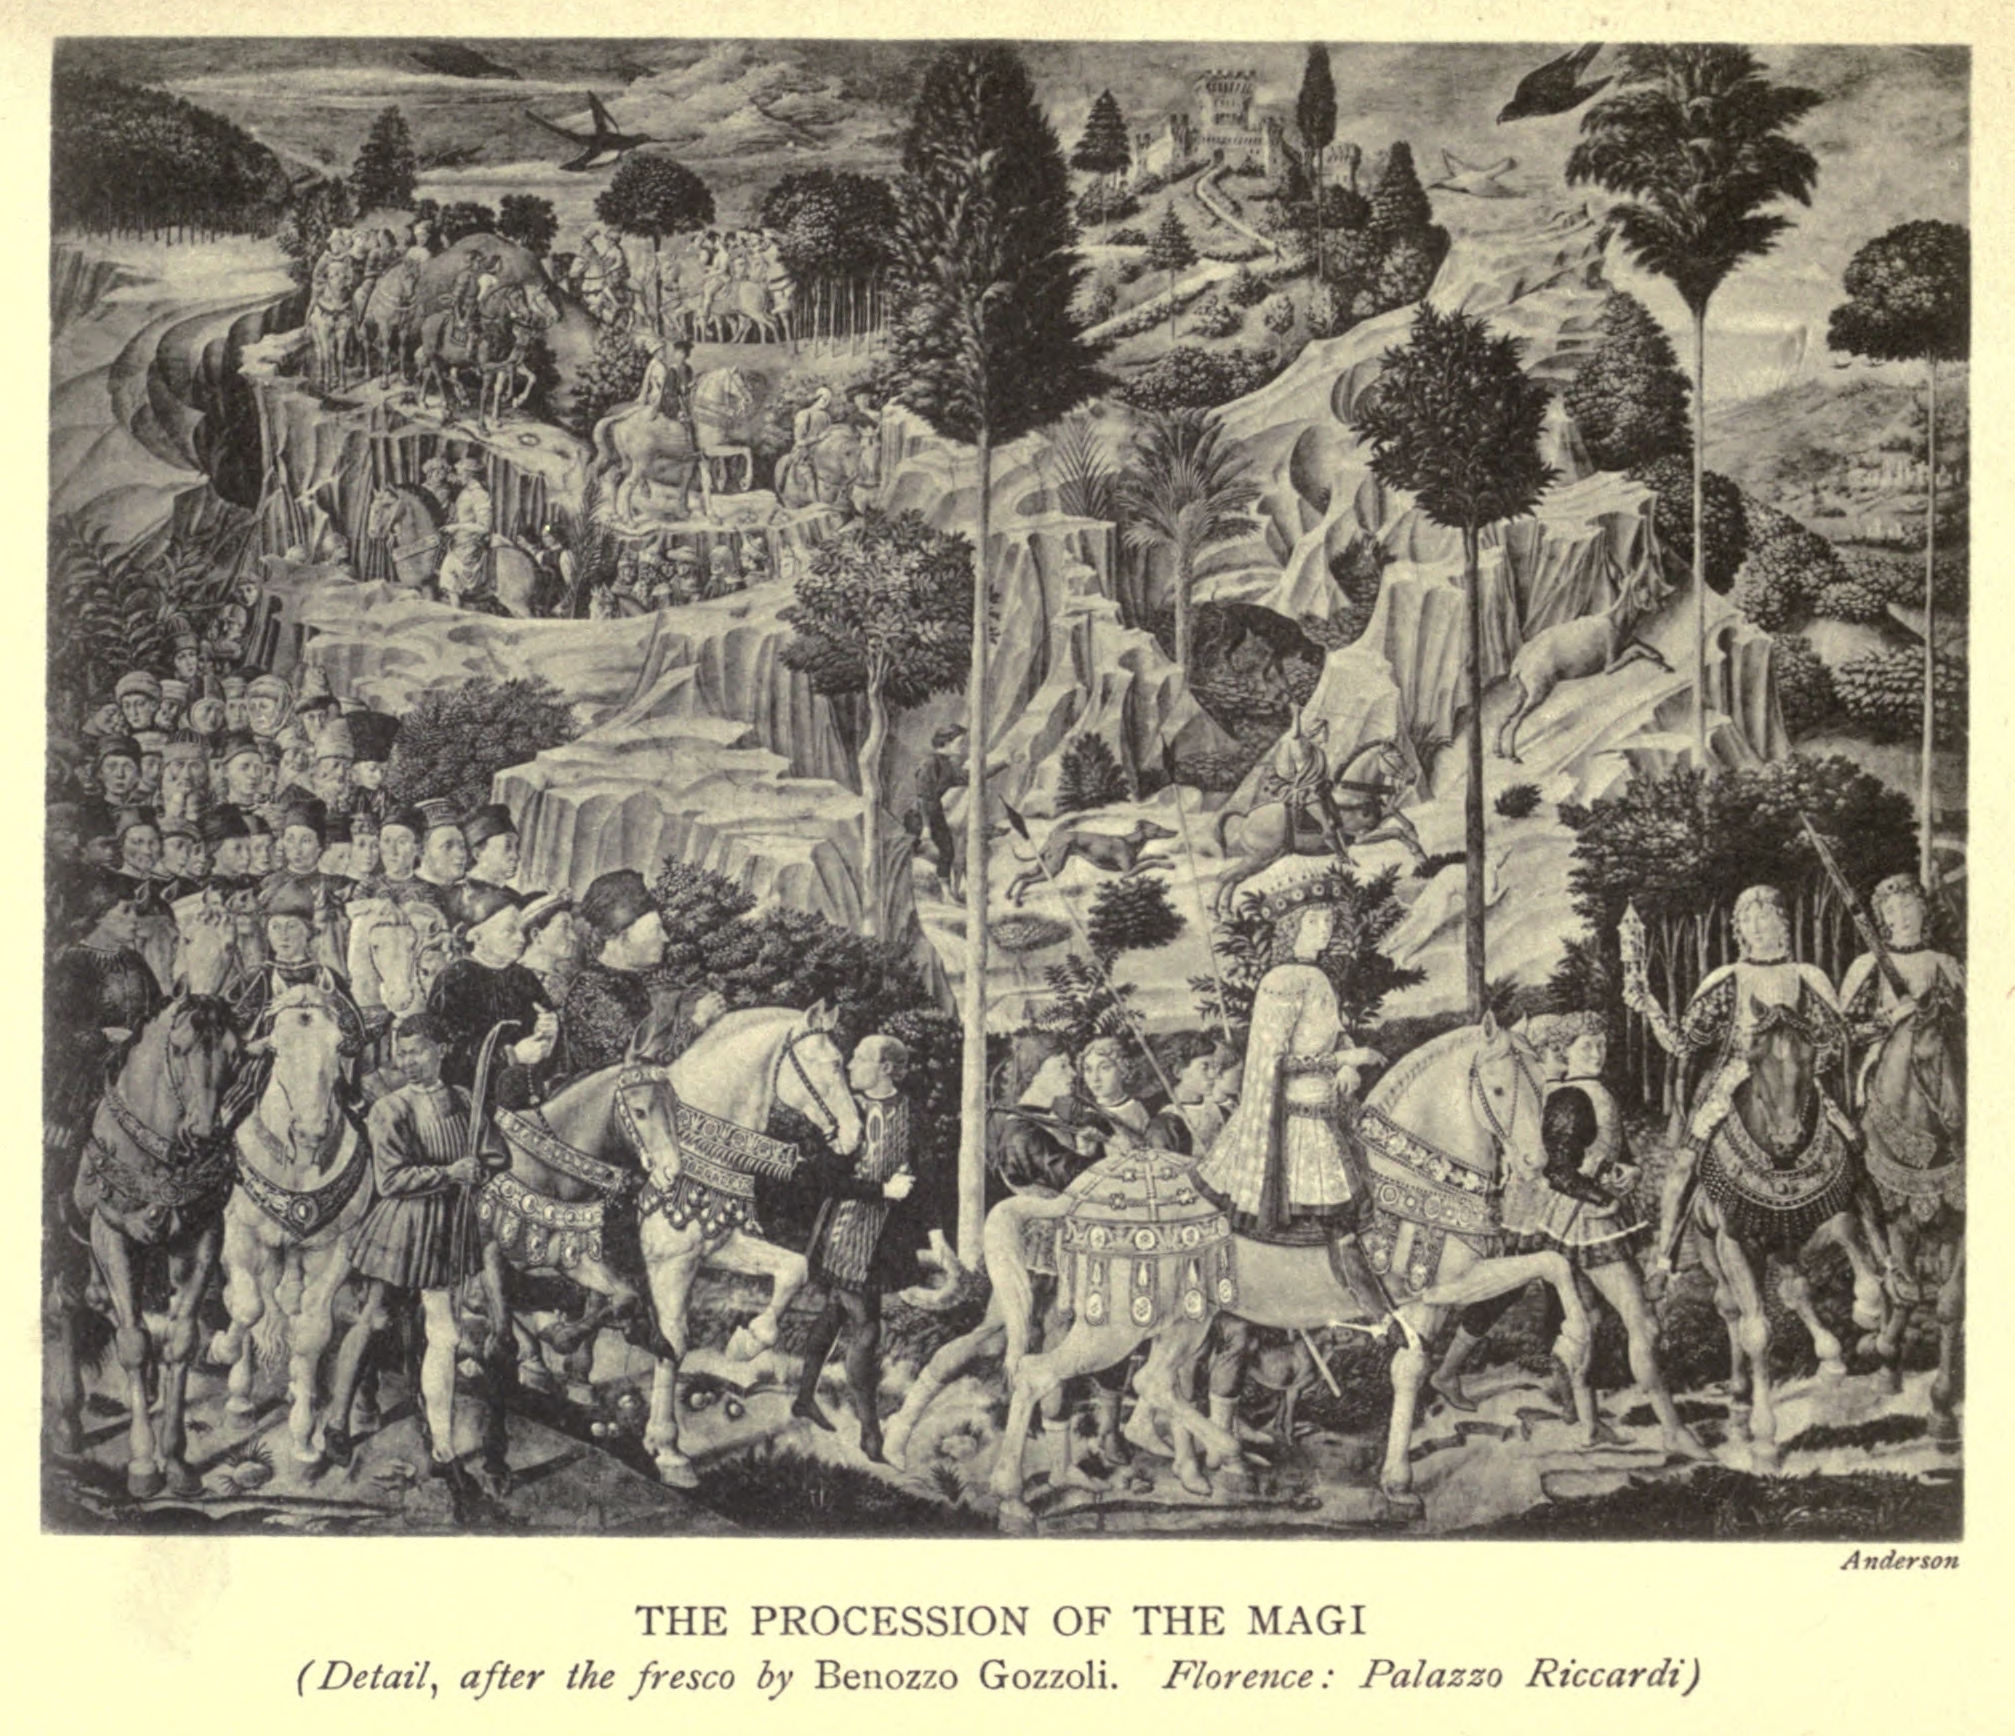 Anderson
THE PROCESSION OF THE MAGI
(Detail, after the fresco by Benozzo Gozzoli. Florence: Palazzo Riccardi)